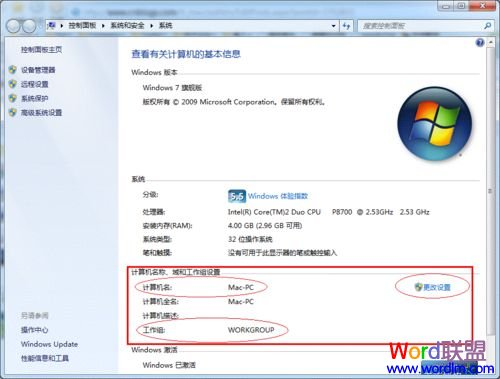 控制面板 ▸ 系统和安全 ▸ 系统
搜索控制面板
控制面板主页
设备管理器
远程设置
系统保护
高级系统设置
查看有关计算机的基本信息
Windows 版本
Windows 7 旗舰版
版权所有 © 2009 Microsoft Corporation。保留所有权利。
系统
分级: 5.5 Windows 体验指数
处理器: Intel(R) Core(TM)2 Duo CPU P8700 @ 2.53GHz 2.53 GHz
安装内存(RAM): 4.00 GB (2.96 GB 可用)
系统类型: 32 位操作系统
笔和触摸: 没有可用于此显示器的笔或触控输入
计算机名称、域和工作组设置
计算机名: Mac-PC 更改设置
计算机全名: Mac-PC
计算机描述:
工作组: WORKGROUP
Windows 激活
Windows 已激活
另请参阅
操作中心
Windows Update
性能信息和工具
Word联盟
www.wordlm.com